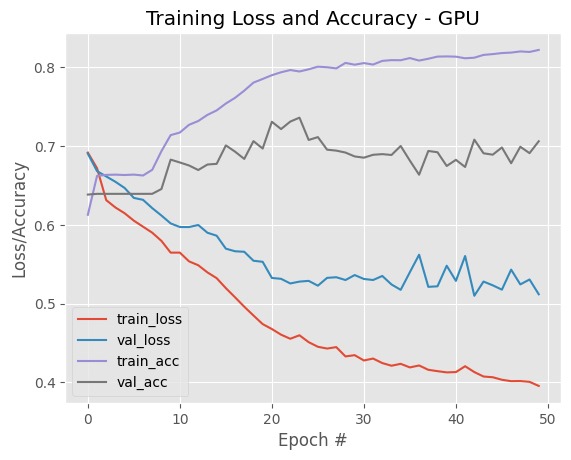 Training Loss and Accuracy - GPU
Loss/Accuracy
0.8
0.7
0.6
0.5
0.4
train_loss
val_loss
train_acc
val_acc
0 10 20 30 40 50
Epoch #